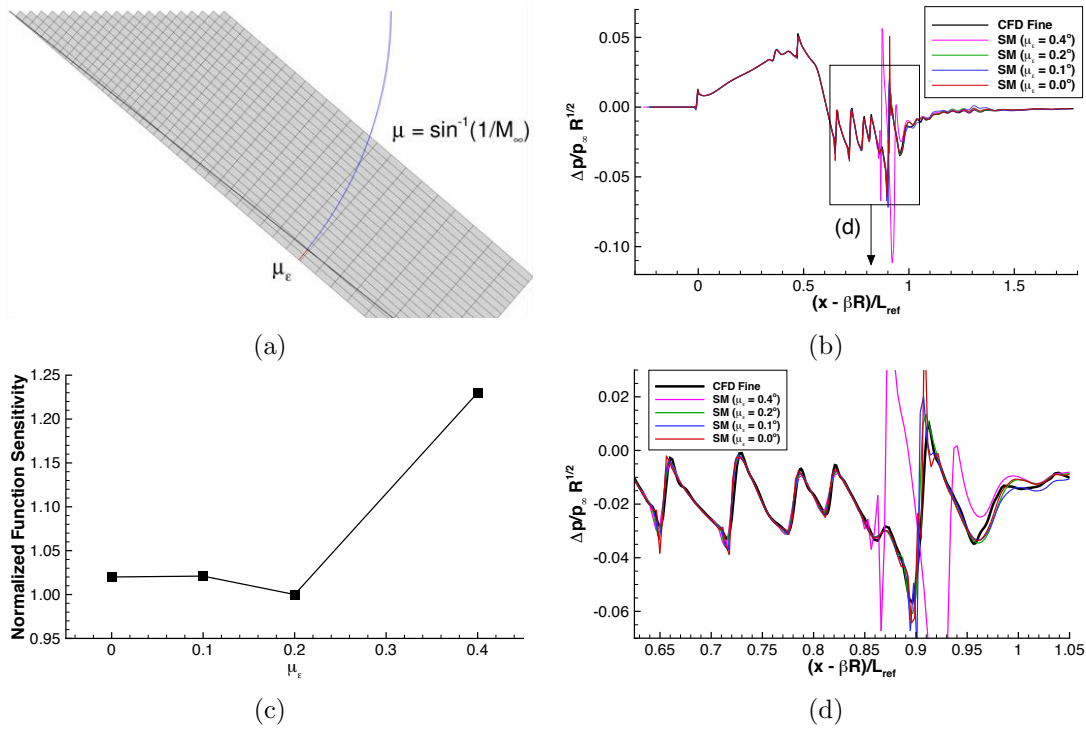 μ = sin⁻¹(1/M∞)
με
(a)
0.05
0.00
-0.05
-0.10
Δp/p∞ R^1/2
CFD Fine
SM (με = 0.4°)
SM (με = 0.2°)
SM (με = 0.1°)
SM (με = 0.0°)
(d)
0 0.5 1 1.5
(x - βR)/Lref
(b)
1.25
1.20
1.15
1.10
1.05
1.00
0.95
Normalized Function Sensitivity
0 0.1 0.2 0.3 0.4
με
(c)
0.00
-0.02
-0.04
-0.06
Δp/p∞ R^1/2
CFD Fine
SM (με = 0.4°)
SM (με = 0.2°)
SM (με = 0.1°)
SM (με = 0.0°)
0.65 0.7 0.75 0.8 0.85 0.9 0.95 1 1.05
(x - βR)/Lref
(d)